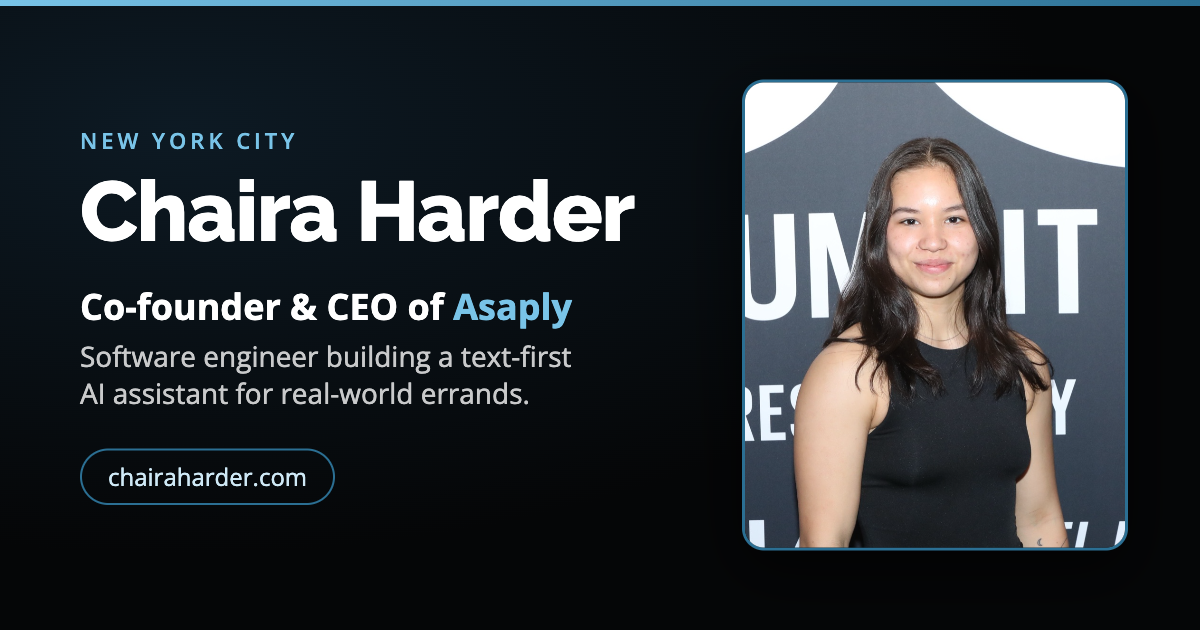 NEW YORK CITY
Chaira Harder
Co-founder & CEO of Asaply
Software engineer building a text-first
AI assistant for real-world errands.
chairaharder.com